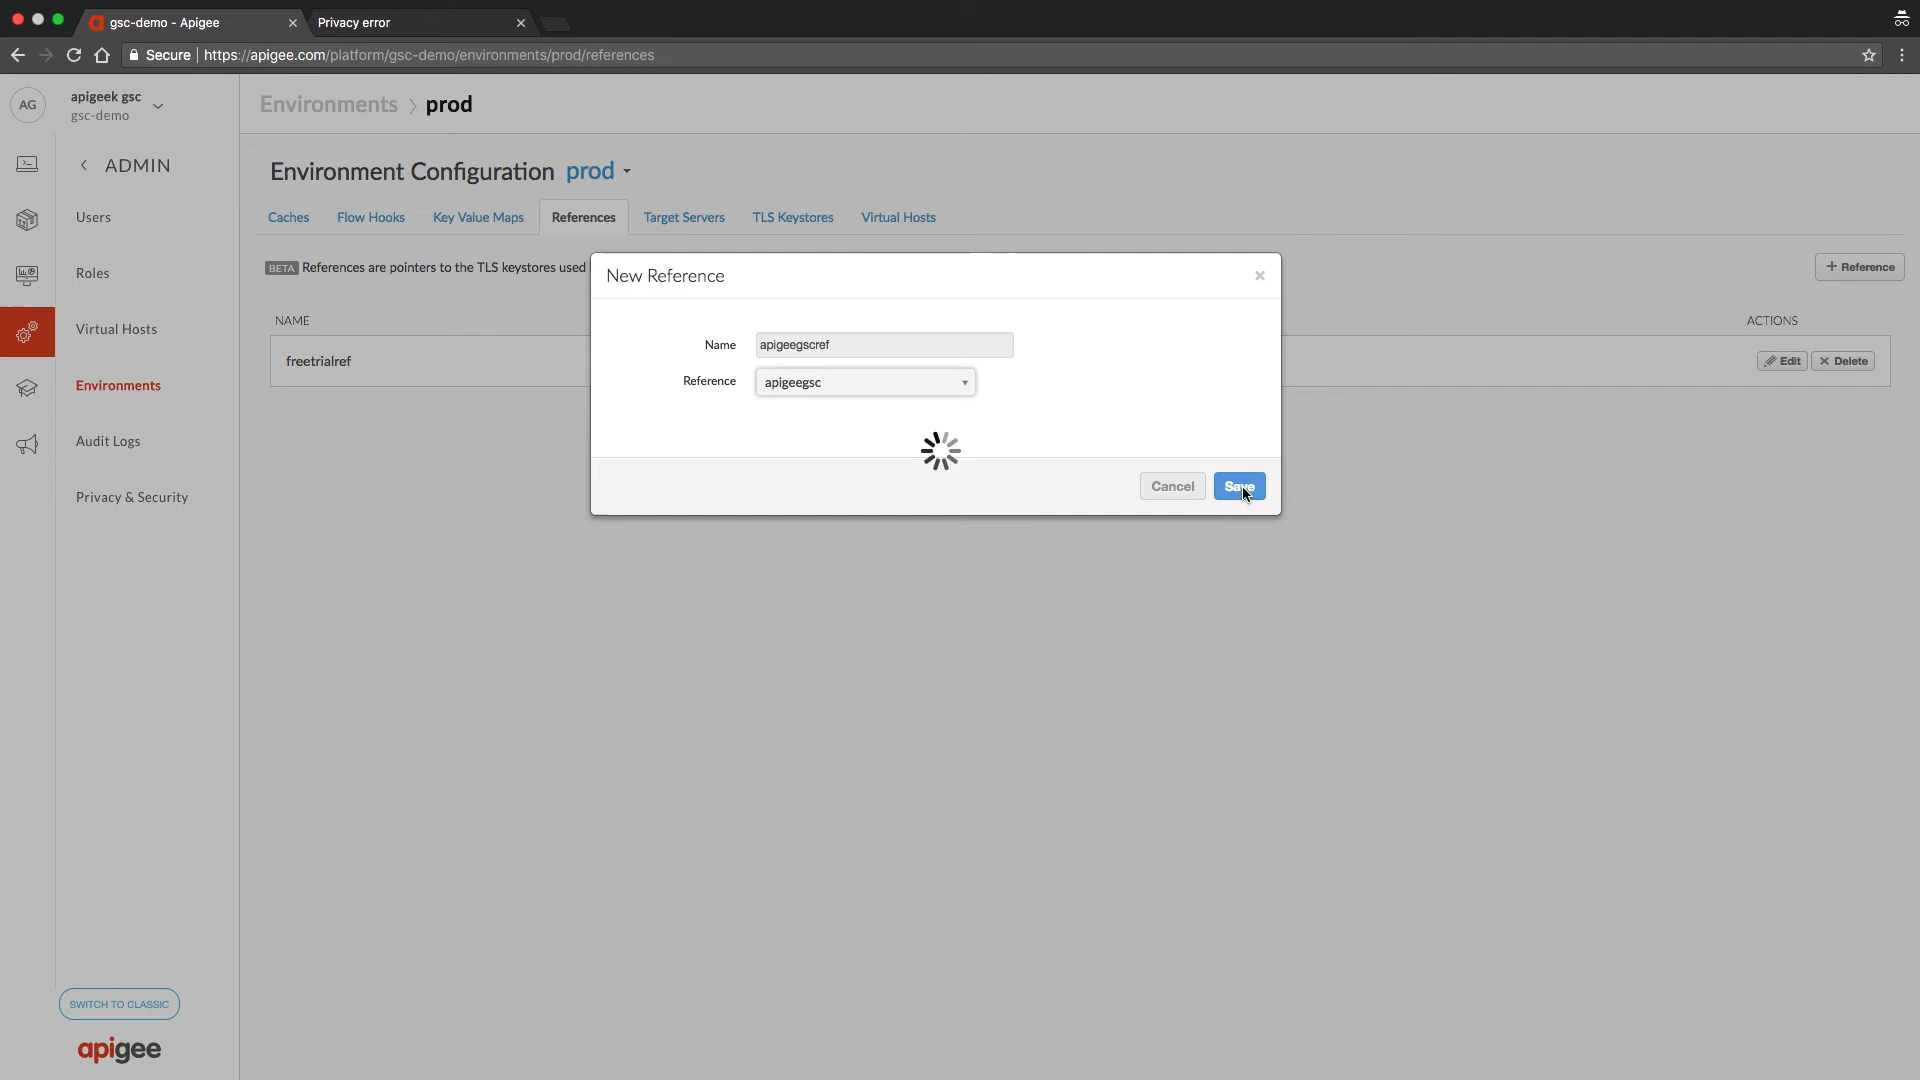 gsc-demo - Apigee
Privacy error
Secure
https://apigee.com/platform/gsc-demo/environments/prod/references
AG
apigeek gsc
gsc-demo
Environments > prod
ADMIN
Users
Roles
Virtual Hosts
Environments
Audit Logs
Privacy & Security
SWITCH TO CLASSIC
apigee
Environment Configuration prod
Caches Flow Hooks Key Value Maps References Target Servers TLS Keystores Virtual Hosts
BETA References are pointers to the TLS keystores used
+ Reference
NAME ACTIONS
freetrialref Edit Delete
New Reference
Name apigeegscref
Reference apigeegsc
Cancel Save